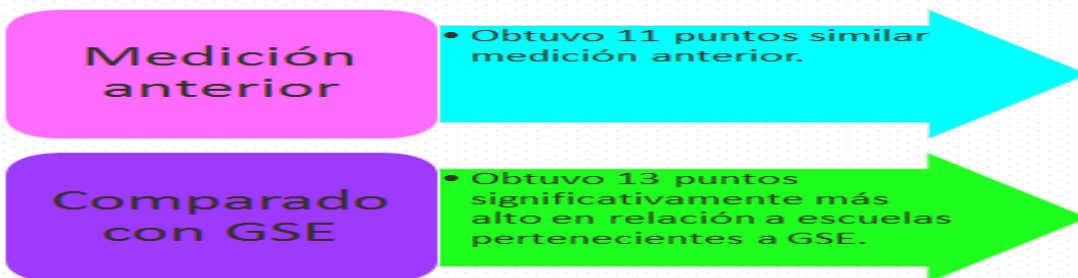 Medición
anterior
• Obtuvo 11 puntos similar
medición anterior.
Comparado
con GSE
• Obtuvo 13 puntos
significativamente más
alto en relación a escuelas
pertenecientes a GSE.